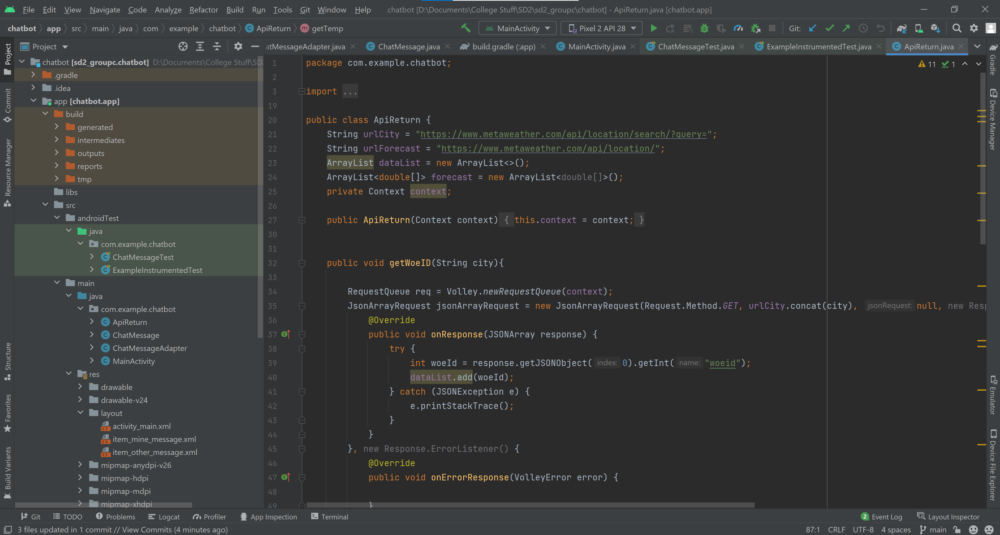 File Edit View Navigate Code Analyze Refactor Build Run Tools Git Window Help chatbot [D:\Documents\College Stuff\SD2\sd2_groupc\chatbot] - ApiReturn.java [chatbot.app]
chatbot app src main java com example chatbot ApiReturn getTemp MainActivity Pixel 2 API 28 Git:
Project
atMessageAdapter.java ChatMessage.java build.gradle (:app) MainActivity.java ChatMessageTest.java ExampleInstrumentedTest.java ApiReturn.java
Project
Commit
Resource Manager
Structure
Favorites
Build Variants
chatbot [sd2_groupc.chatbot] D:\Documents\College Stuff\SD2
.gradle
.idea
app [chatbot.app]
build
generated
intermediates
outputs
reports
tmp
libs
src
androidTest
java
com.example.chatbot
ChatMessageTest
ExampleInstrumentedTest
main
java
com.example.chatbot
ApiReturn
ChatMessage
ChatMessageAdapter
MainActivity
res
drawable
drawable-v24
layout
activity_main.xml
item_mine_message.xml
item_other_message.xml
mipmap-anydpi-v26
mipmap-hdpi
mipmap-mdpi
mipmap-xhdpi
11 1
1 package com.example.chatbot;
2
3 import ...
19
20 public class ApiReturn {
21 String urlCity = "https://www.metaweather.com/api/location/search/?query=";
22 String urlForecast = "https://www.metaweather.com/api/location/";
23 ArrayList dataList = new ArrayList<>();
24 ArrayList<double[]> forecast = new ArrayList<double[]>();
25 private Context context;
26
27 public ApiReturn(Context context) { this.context = context; }
30
31
32 public void getWoeID(String city){
33
34 RequestQueue req = Volley.newRequestQueue(context);
35 JsonArrayRequest jsonArrayRequest = new JsonArrayRequest(Request.Method.GET, urlCity.concat(city), jsonRequest: null, new Resp
36 @Override
37 public void onResponse(JSONArray response) {
38 try {
39 int woeId = response.getJSONObject( index: 0).getInt( name: "woeid");
40 dataList.add(woeId);
41 } catch (JSONException e) {
42 e.printStackTrace();
43 }
44 }
45 }, new Response.ErrorListener() {
46 @Override
47 public void onErrorResponse(VolleyError error) {
48
49 }
Gradle
Device Manager
Emulator
Device File Explorer
Git TODO Problems Logcat Profiler App Inspection Terminal 2 Event Log Layout Inspector
3 files updated in 1 commit // View Commits (4 minutes ago) 87:1 CRLF UTF-8 4 spaces main